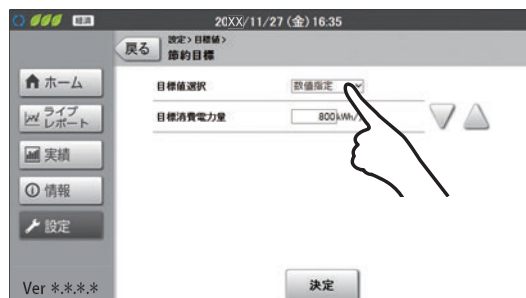 経済
20XX/11/27 (金) 16:35
戻る
設定>目標値>
節約目標
ホーム
ライブ
レポート
実績
情報
設定
Ver *.*.*.*
目標値選択
数値指定
目標消費電力量
800 kWh/
決定